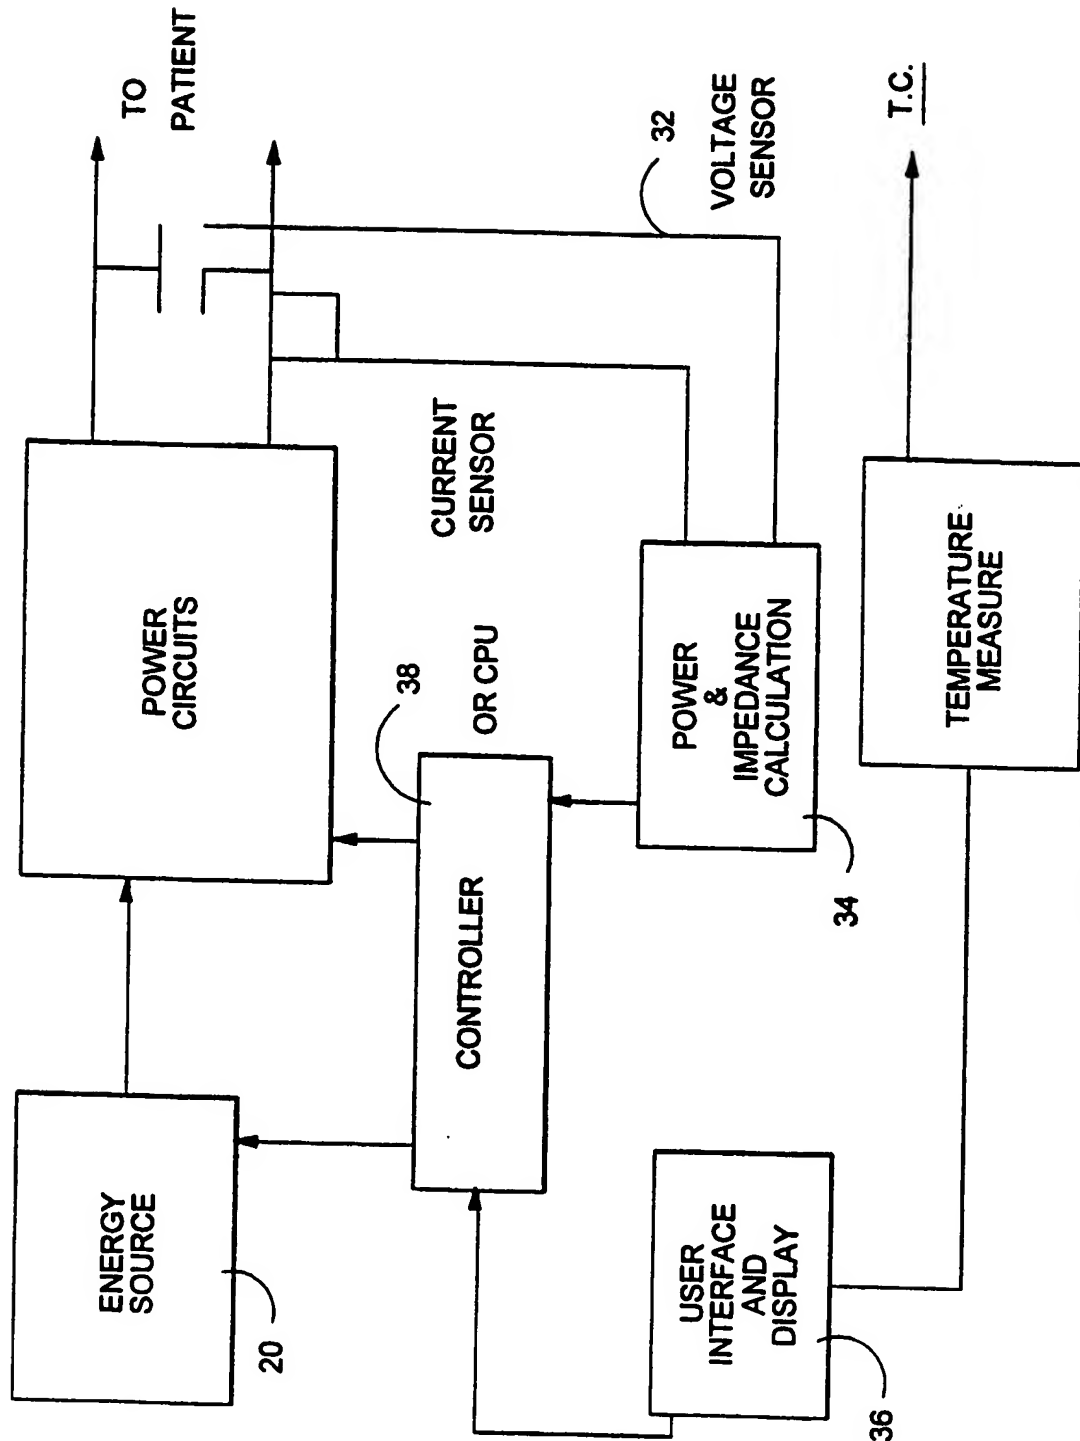 ENERGY
SOURCE
20
POWER
CIRCUITS
TO
PATIENT
CONTROLLER
38
OR CPU
CURRENT
SENSOR
32
VOLTAGE
SENSOR
USER
INTERFACE
AND
DISPLAY
36
POWER
&
IMPEDANCE
CALCULATION
34
TEMPERATURE
MEASURE
T.C.